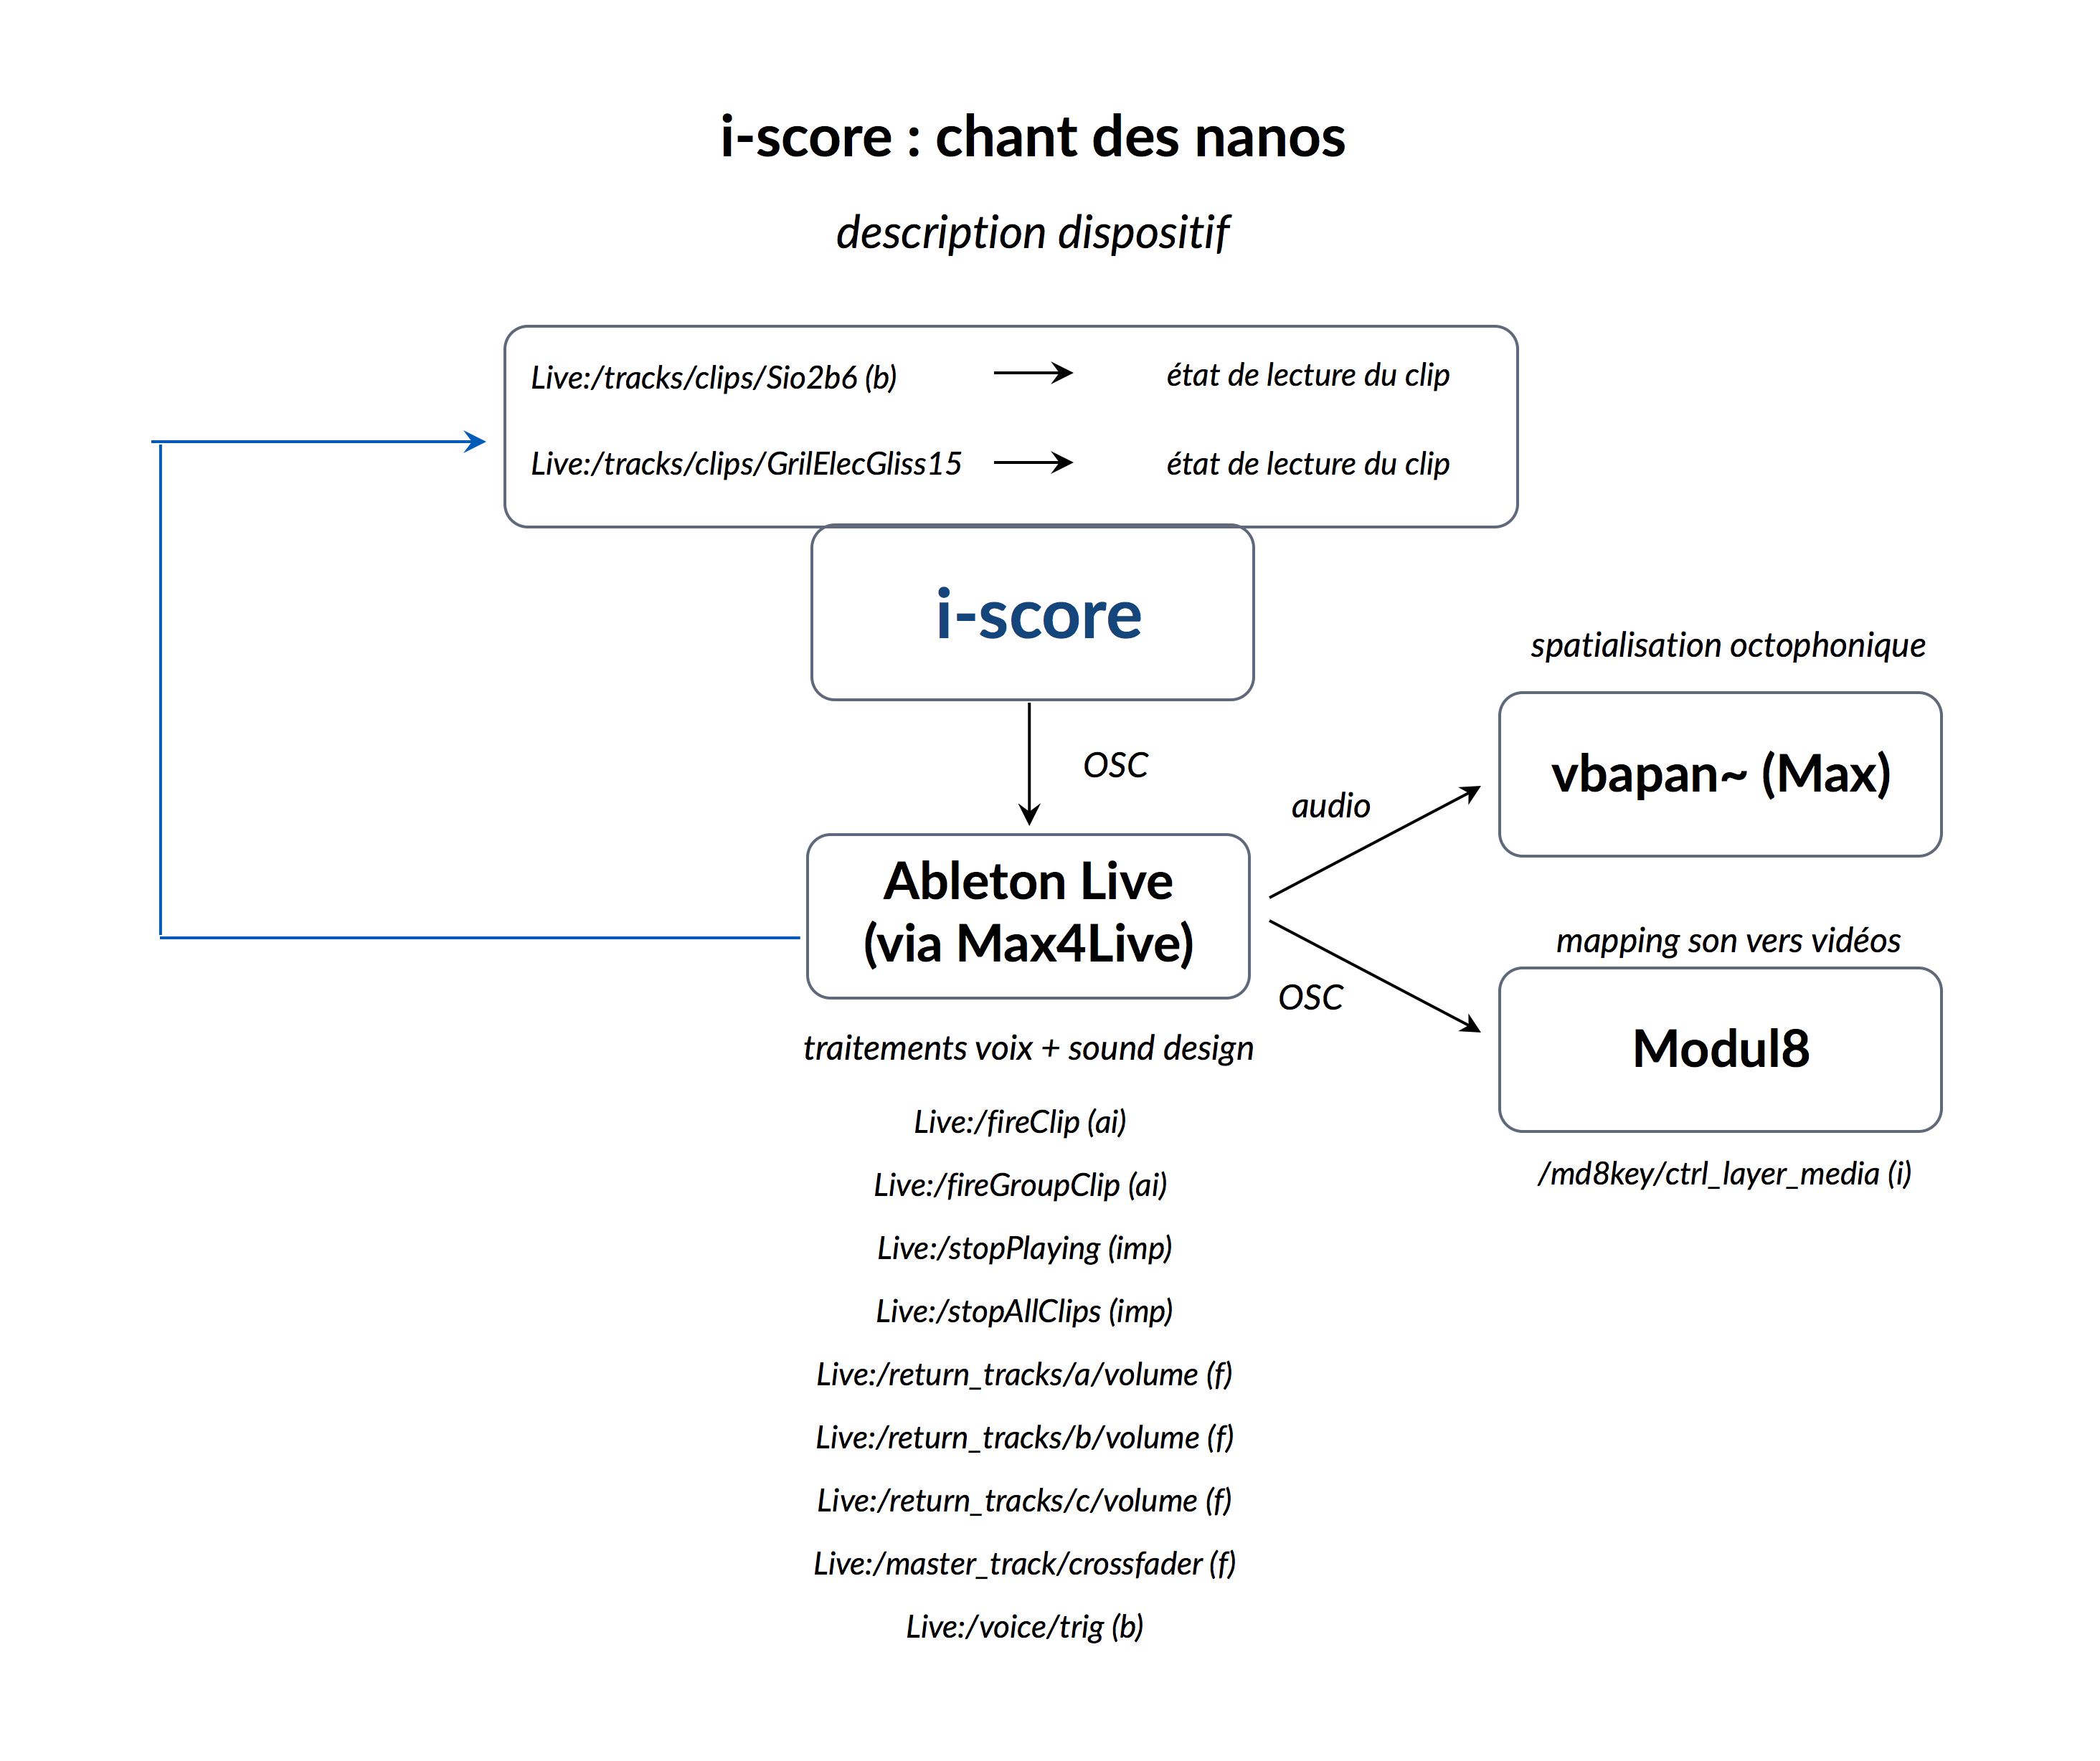 i-score : chant des nanos
description dispositif
Live:/tracks/clips/Sio2b6 (b)
état de lecture du clip
Live:/tracks/clips/GrilElecGliss15
état de lecture du clip
i-score
OSC
spatialisation octophonique
vbapan~ (Max)
audio
Ableton Live
(via Max4Live)
OSC
mapping son vers vidéos
Modul8
/md8key/ctrl_layer_media (i)
traitements voix + sound design
Live:/fireClip (ai)
Live:/fireGroupClip (ai)
Live:/stopPlaying (imp)
Live:/stopAllClips (imp)
Live:/return_tracks/a/volume (f)
Live:/return_tracks/b/volume (f)
Live:/return_tracks/c/volume (f)
Live:/master_track/crossfader (f)
Live:/voice/trig (b)